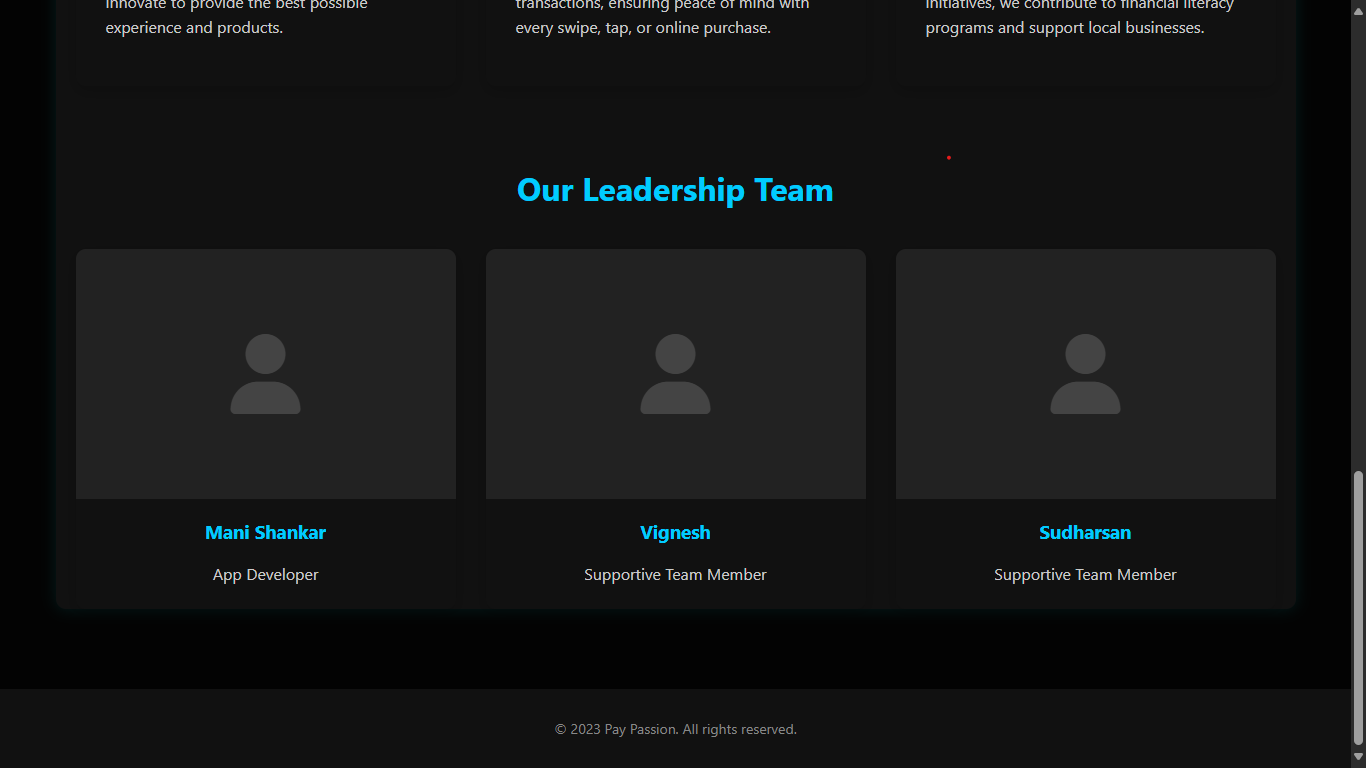 innovate to provide the best possible
experience and products.
transactions, ensuring peace of mind with
every swipe, tap, or online purchase.
initiatives, we contribute to financial literacy
programs and support local businesses.
Our Leadership Team
Mani Shankar
App Developer
Vignesh
Supportive Team Member
Sudharsan
Supportive Team Member
© 2023 Pay Passion. All rights reserved.